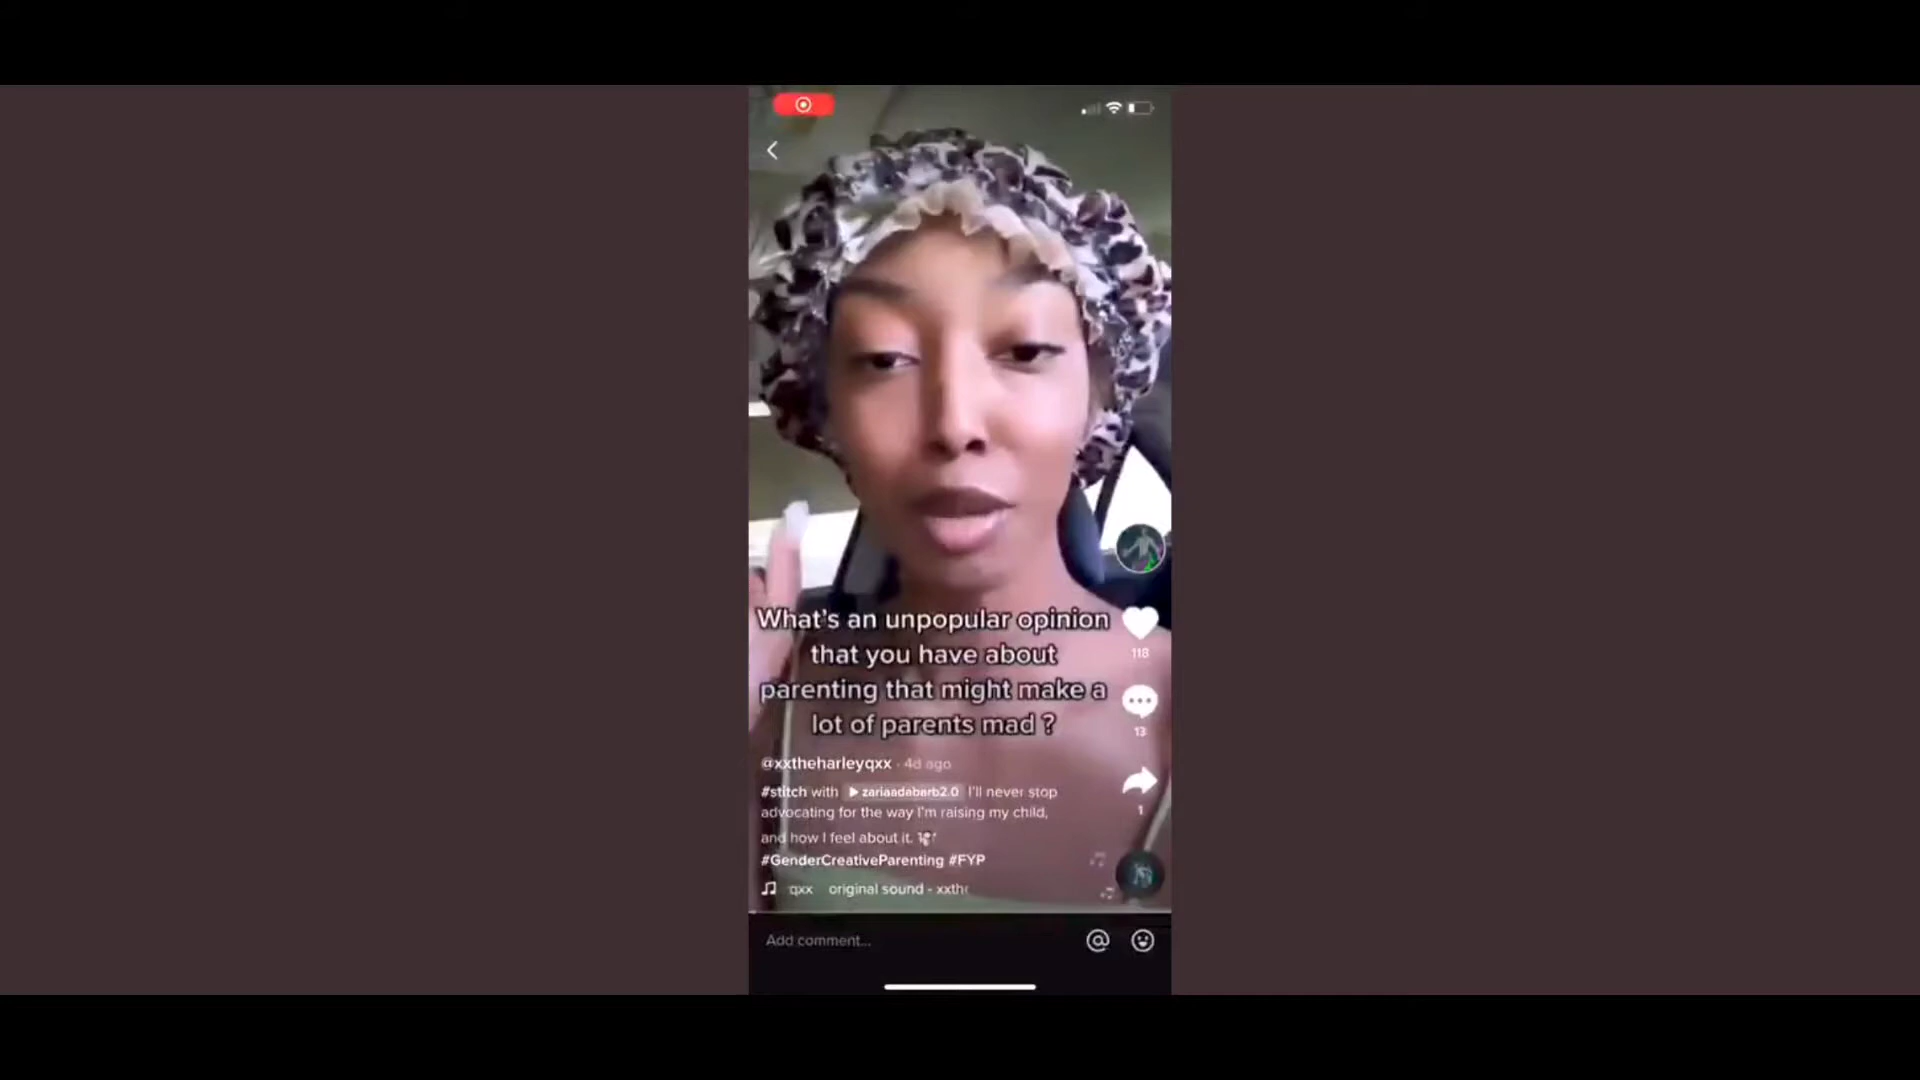 What's an unpopular opinion
that you have about
parenting that might make a
lot of parents mad ?
118
13
1
@xxtheharleyqxx · 4d ago
#stitch with ▶ zariaadabarb2.0 I'll never stop
advocating for the way I'm raising my child,
and how I feel about it.
#GenderCreativeParenting #FYP
qxx original sound - xxth
Add comment...